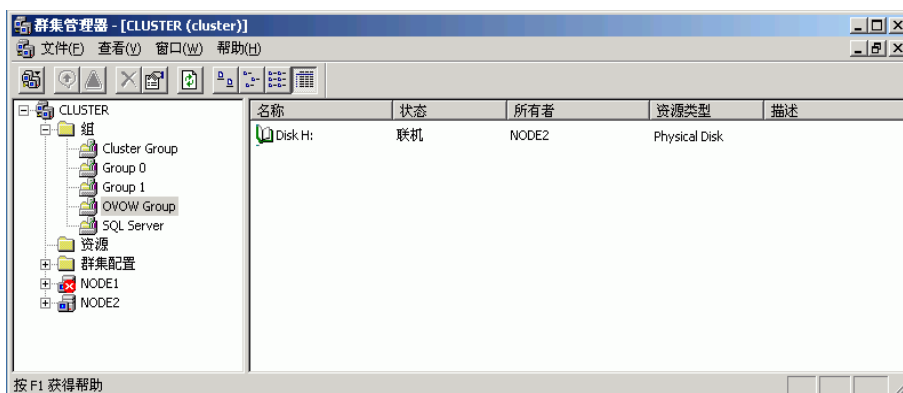 群集管理器 - [CLUSTER (cluster)]
文件(F) 查看(V) 窗口(W) 帮助(H)
CLUSTER
组
Cluster Group
Group 0
Group 1
OVOW Group
SQL Server
资源
群集配置
NODE1
NODE2
名称 状态 所有者 资源类型 描述
Disk H: 联机 NODE2 Physical Disk
按 F1 获得帮助